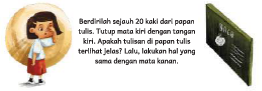 Berdirilah sejauh 20 kaki dari papan
tulis. Tutup mata kiri dengan tangan
kiri. Apakah tulisan di papan tulis
terlihat jelas? Lalu, lakukan hal yang
sama dengan mata kanan.